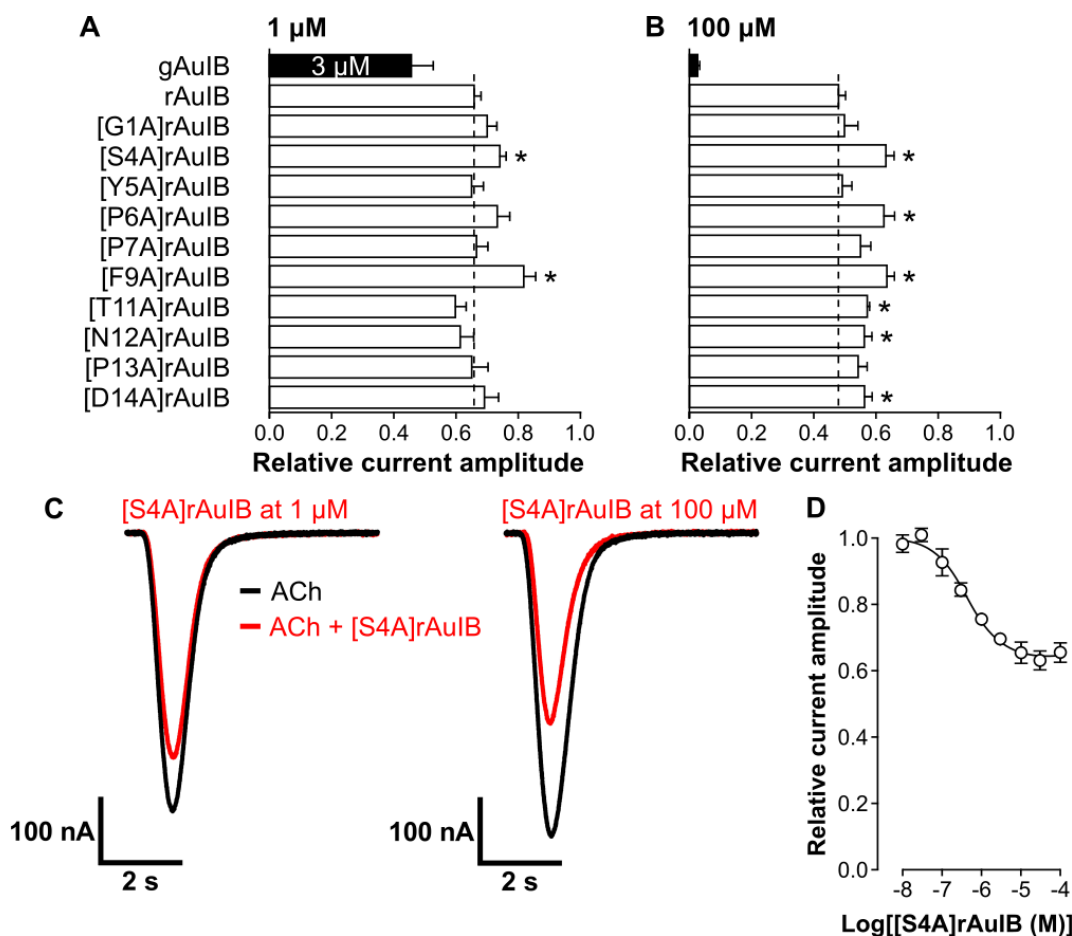 A
1 µM
B
100 µM
gAuIB
3 µM
rAuIB
[G1A]rAuIB
[S4A]rAuIB
*
*
[Y5A]rAuIB
[P6A]rAuIB
*
[P7A]rAuIB
[F9A]rAuIB
*
*
[T11A]rAuIB
*
[N12A]rAuIB
*
[P13A]rAuIB
[D14A]rAuIB
*
0.0 0.2 0.4 0.6 0.8 1.0
0.0 0.2 0.4 0.6 0.8 1.0
Relative current amplitude
Relative current amplitude
C
[S4A]rAuIB at 1 µM
[S4A]rAuIB at 100 µM
ACh
ACh + [S4A]rAuIB
100 nA
2 s
100 nA
2 s
D
Relative current amplitude
1.0
0.8
0.6
0.4
0.2
0.0
-8 -7 -6 -5 -4
Log[[S4A]rAuIB (M)]